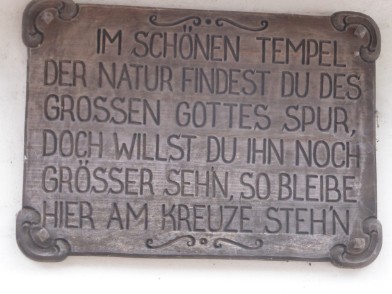 IM SCHÖNEN TEMPEL
DER NATUR FINDEST DU DES
GROSSEN GOTTES SPUR,
DOCH WILLST DU IHN NOCH
GRÖSSER SEH'N, SO BLEIBE
HIER AM KREUZE STEH'N